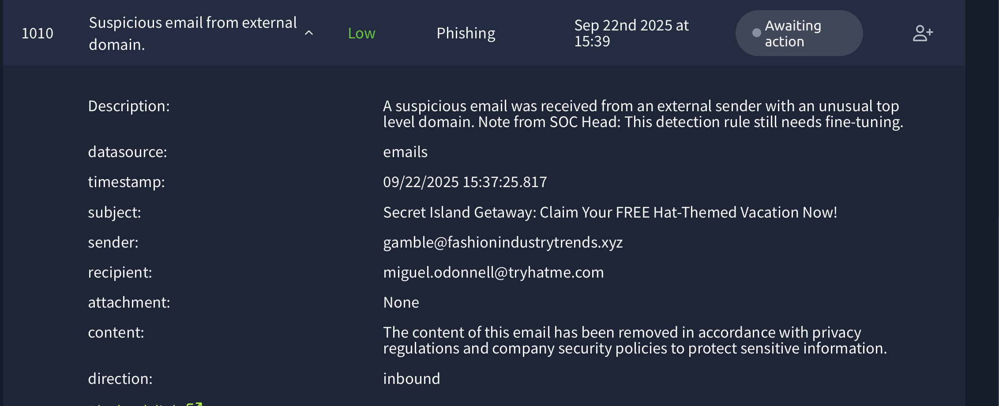 1010
Suspicious email from external
domain.
Low
Phishing
Sep 22nd 2025 at
15:39
Awaiting
action
Description:
A suspicious email was received from an external sender with an unusual top
level domain. Note from SOC Head: This detection rule still needs fine-tuning.
datasource:
emails
timestamp:
09/22/2025 15:37:25.817
subject:
Secret Island Getaway: Claim Your FREE Hat-Themed Vacation Now!
sender:
gamble@fashionindustrytrends.xyz
recipient:
miguel.odonnell@tryhatme.com
attachment:
None
content:
The content of this email has been removed in accordance with privacy
regulations and company security policies to protect sensitive information.
direction:
inbound